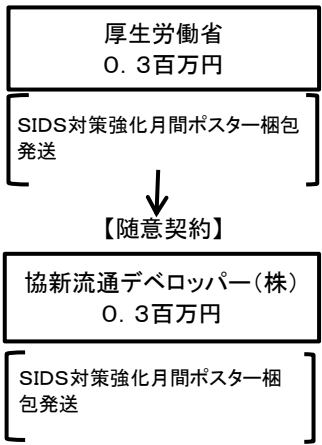 厚生労働省
０．３百万円
SIDS対策強化月間ポスター梱包
発送
【随意契約】
協新流通デベロッパー（株）
０．３百万円
SIDS対策強化月間ポスター梱
包発送